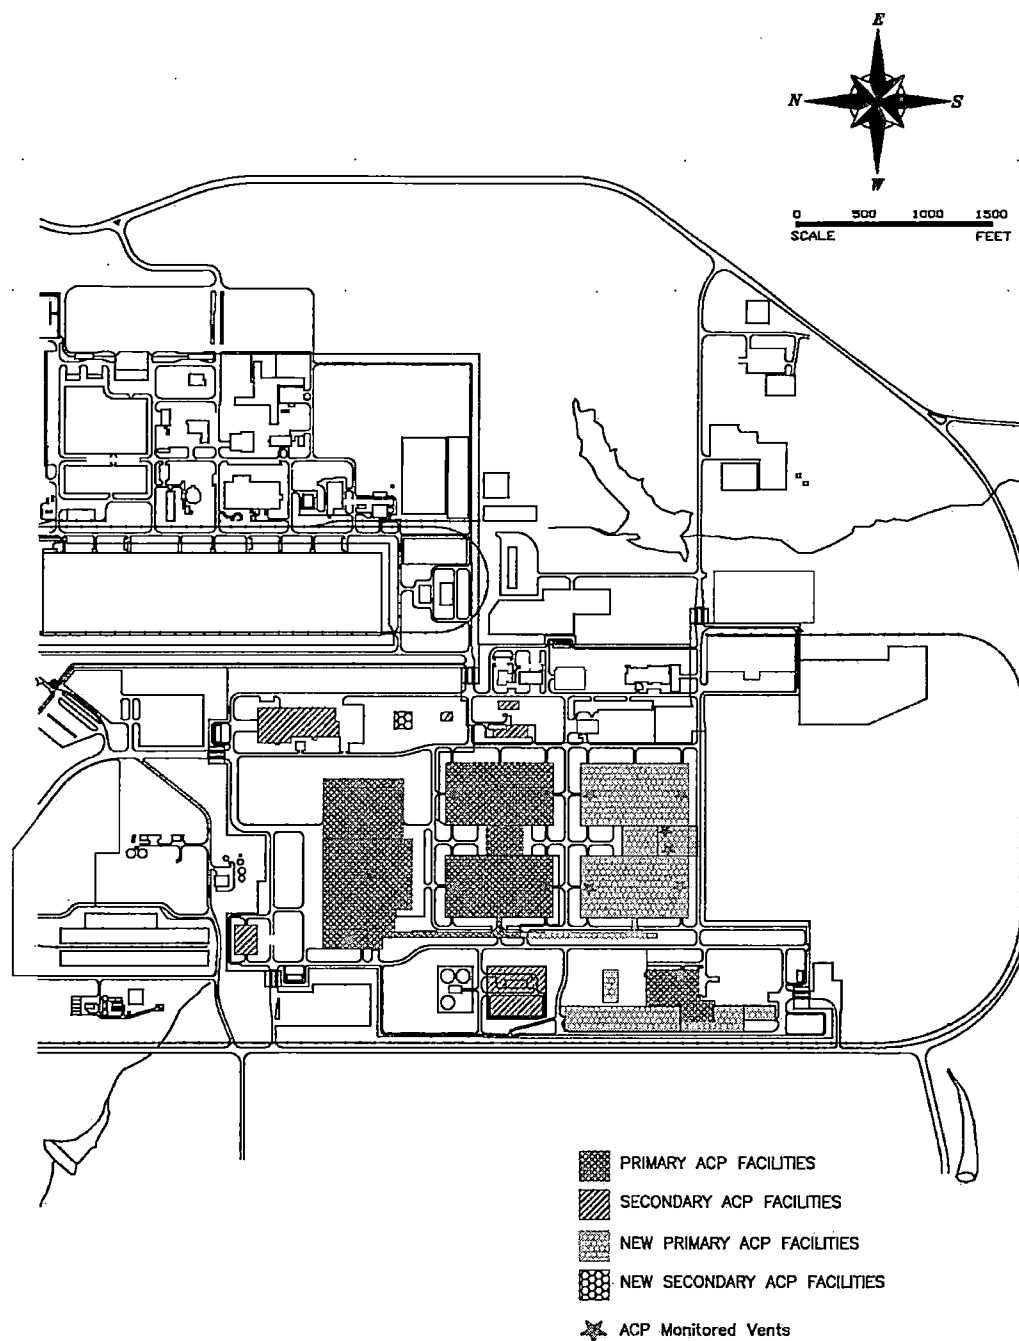 E
N S
W
0 500 1000 1500
SCALE FEET
PRIMARY ACP FACILITIES
SECONDARY ACP FACILITIES
NEW PRIMARY ACP FACILITIES
NEW SECONDARY ACP FACILITIES
ACP Monitored Vents